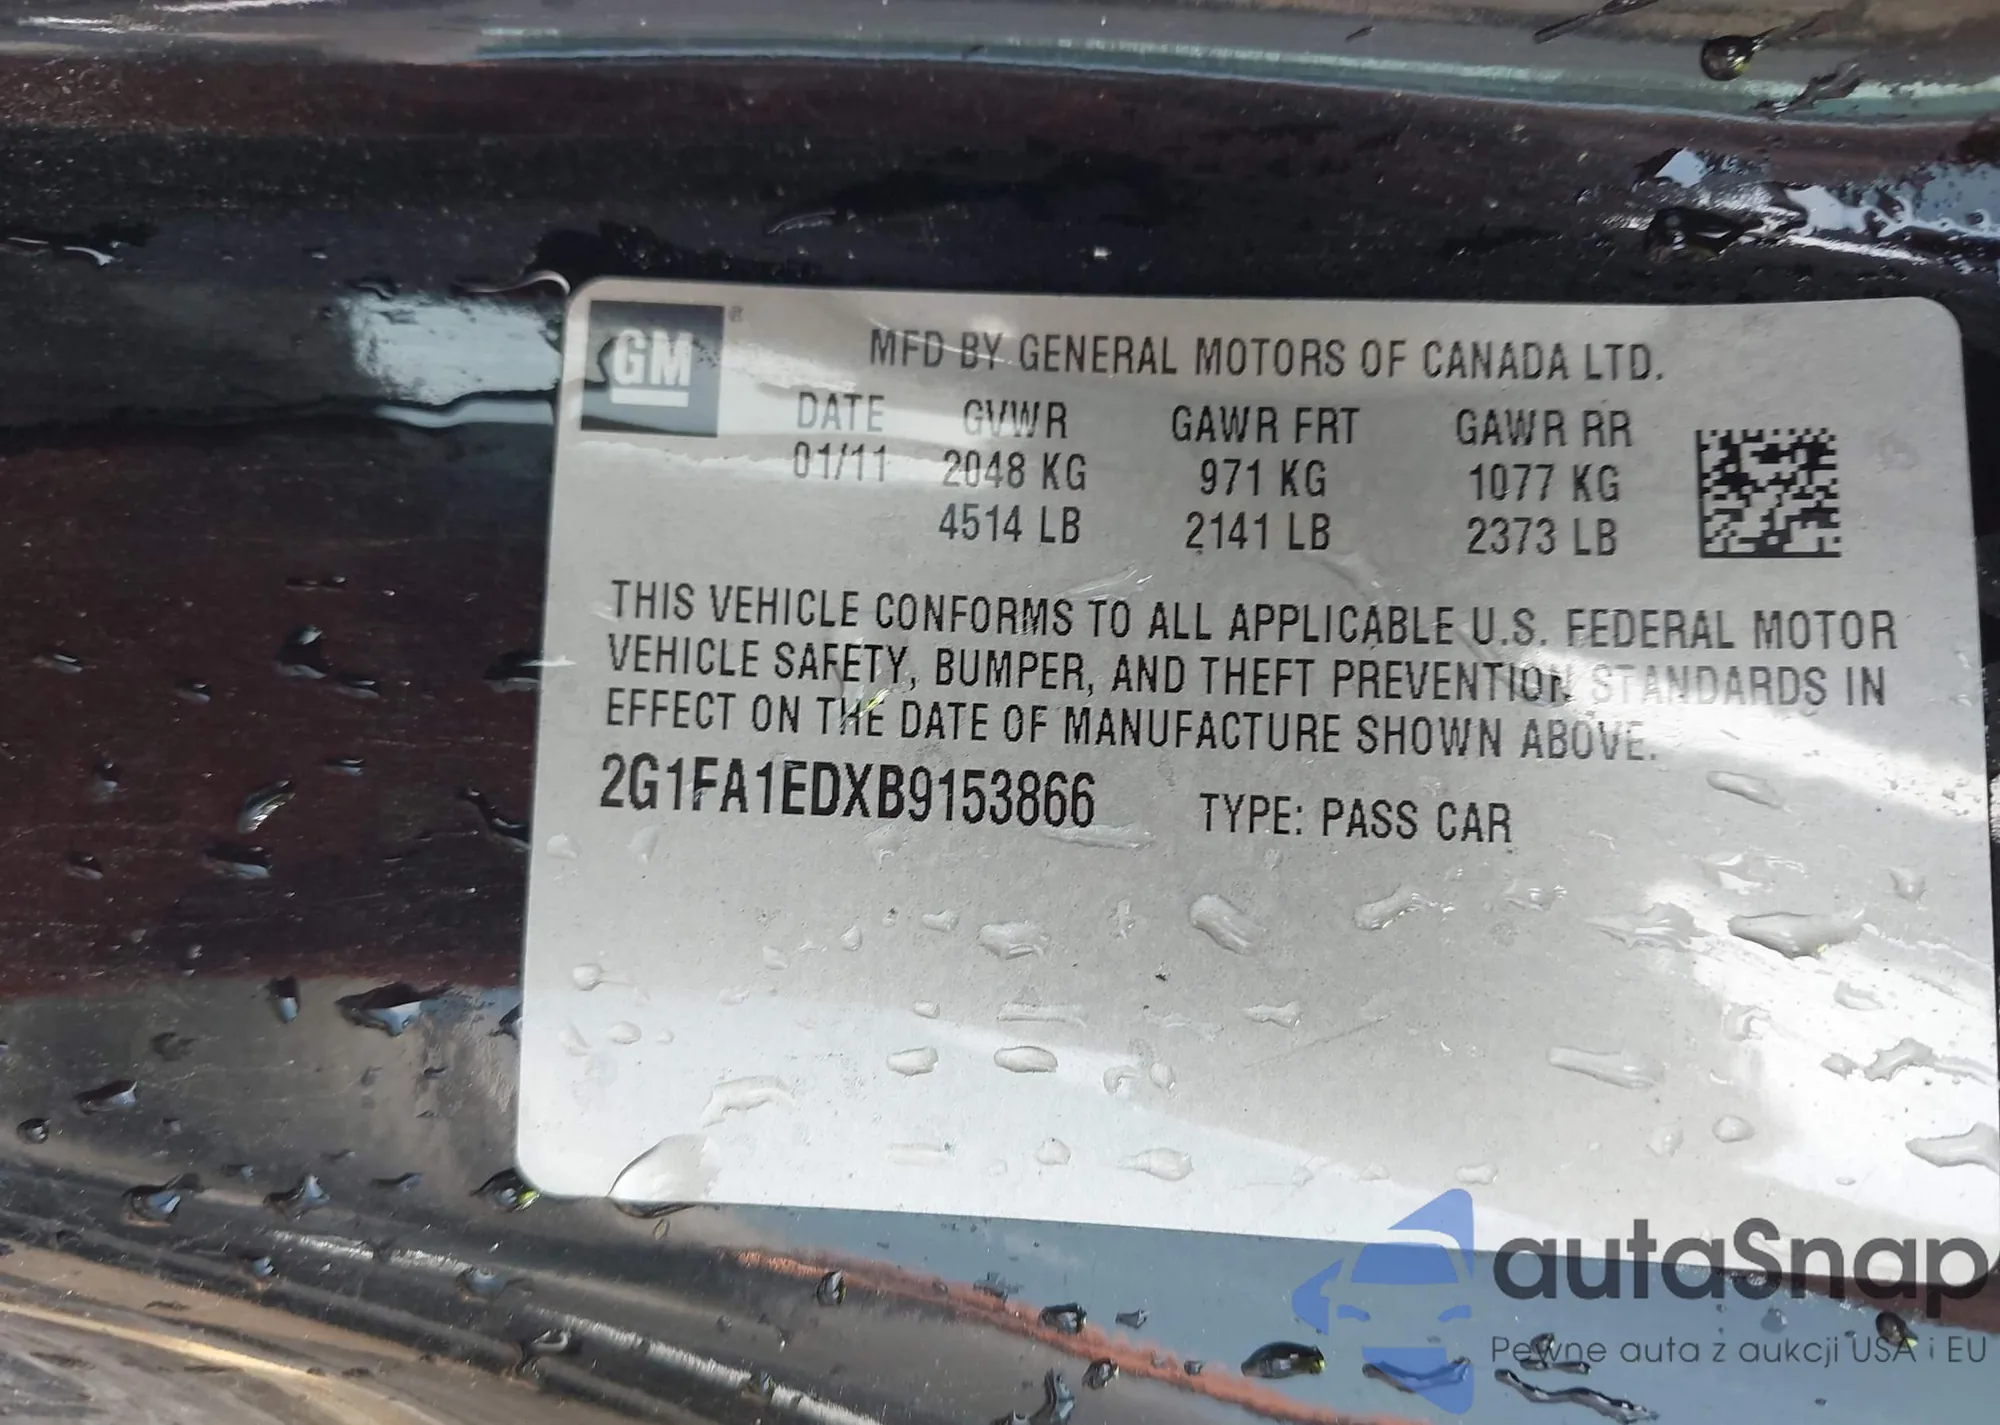 GM ®
MFD BY GENERAL MOTORS OF CANADA LTD.
DATE GVWR GAWR FRT GAWR RR
01/11 2048 KG 971 KG 1077 KG
4514 LB 2141 LB 2373 LB
THIS VEHICLE CONFORMS TO ALL APPLICABLE U.S. FEDERAL MOTOR
VEHICLE SAFETY, BUMPER, AND THEFT PREVENTION STANDARDS IN
EFFECT ON THE DATE OF MANUFACTURE SHOWN ABOVE.
2G1FA1EDXB9153866 TYPE: PASS CAR
autaSnap
Pewne auta z aukcji USA i EU